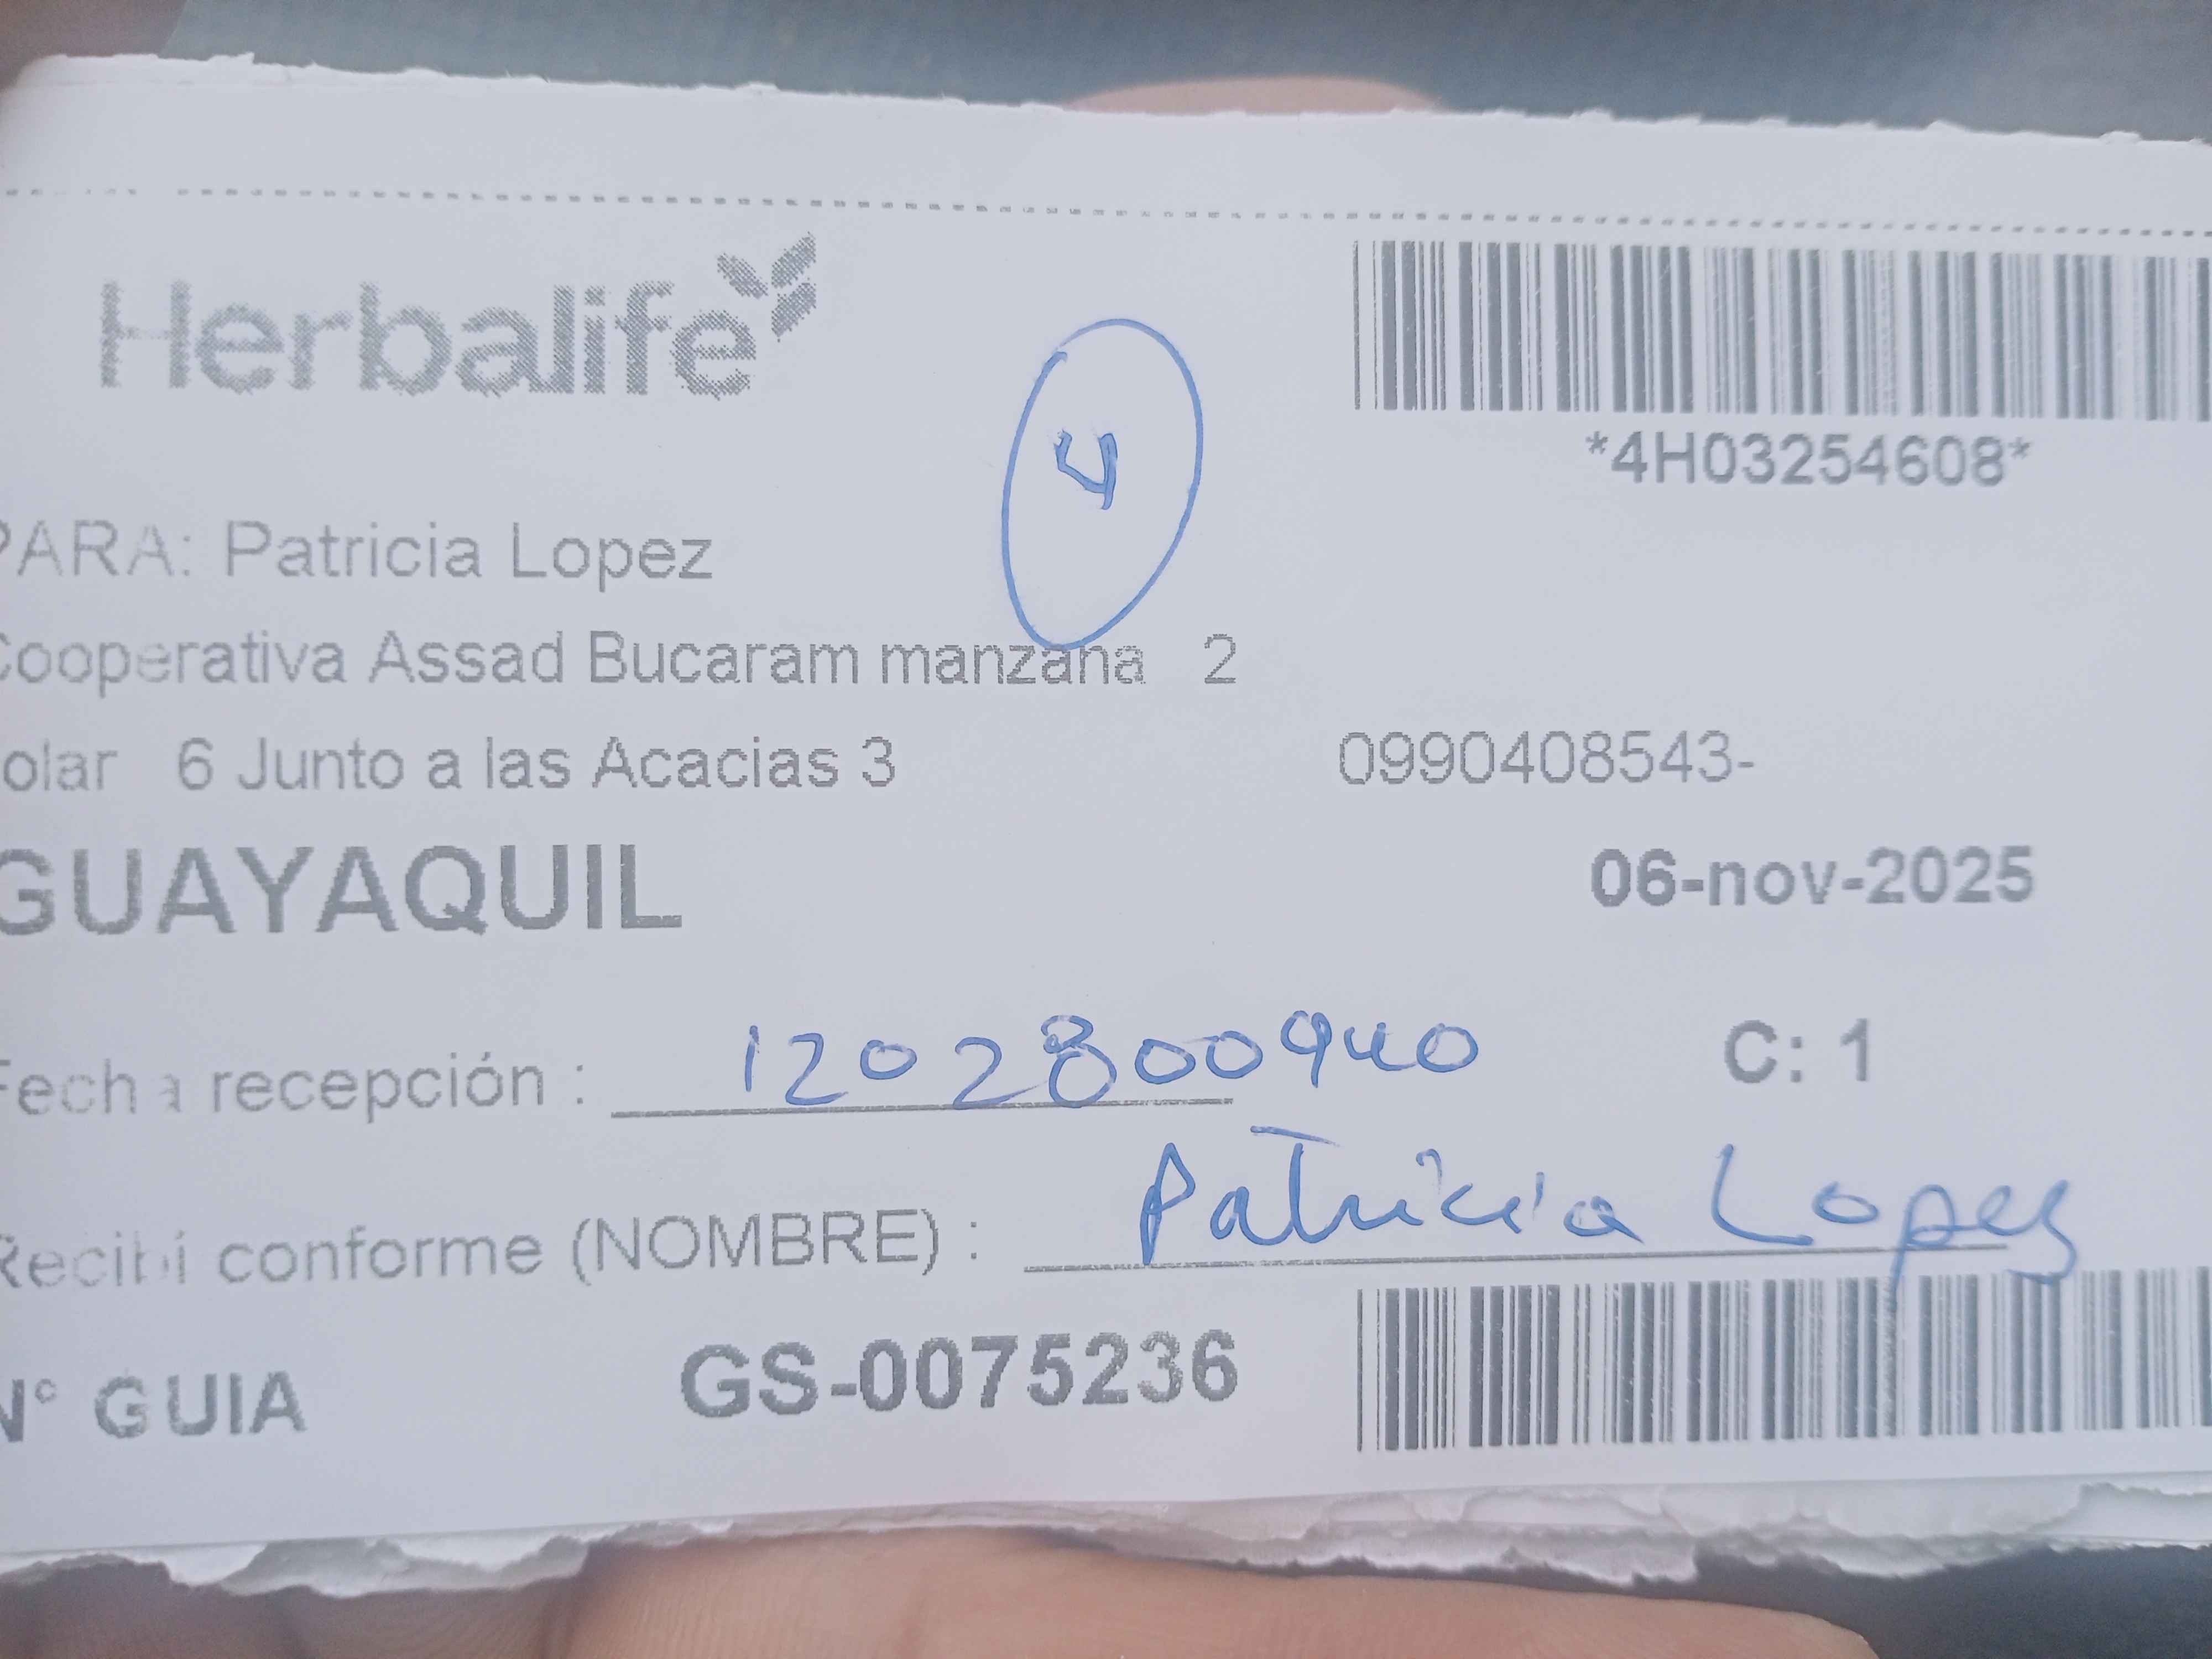 Herbalife
*4H03254608*
4
PARA: Patricia Lopez
Cooperativa Assad Bucaram manzana 2
olar 6 Junto a las Acacias 3 0990408543-
GUAYAQUIL 06-nov-2025
Fecha recepción : 1202800940 C: 1
Recibí conforme (NOMBRE) : Patricia Lopez
N° GUIA GS-0075236